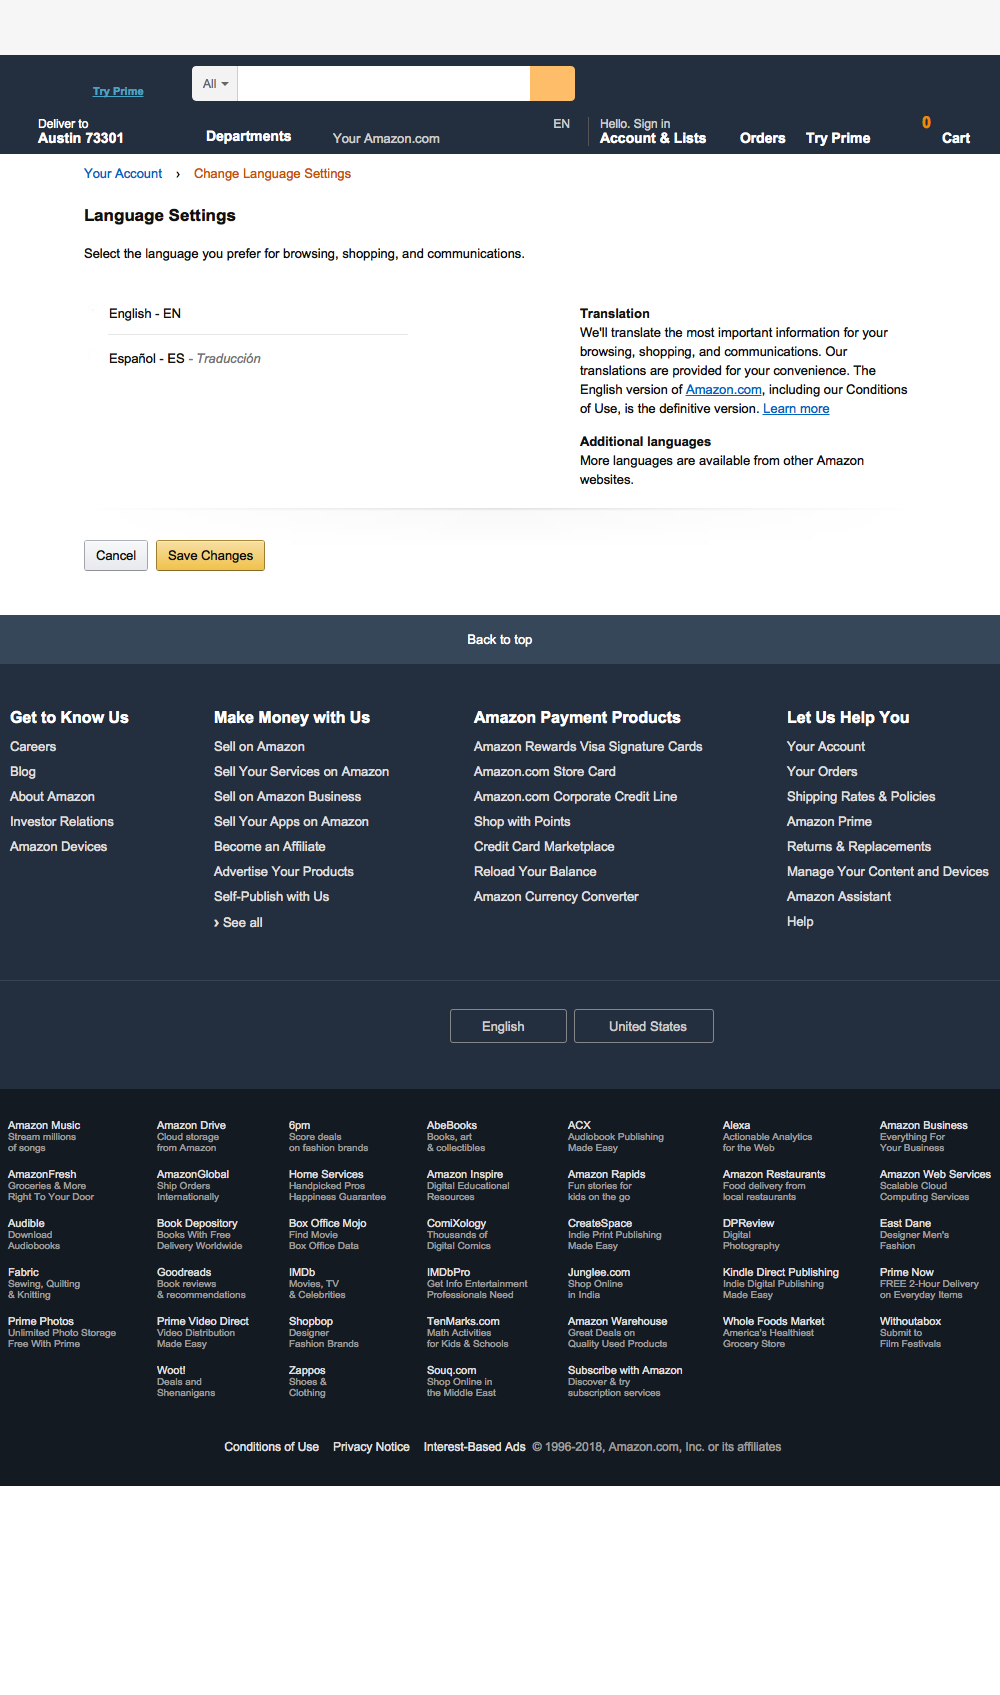 Try Prime
All
Deliver to
Austin 73301
Departments
Your Amazon.com
EN
Hello. Sign in
Account & Lists
Orders
Try Prime
0
Cart
Your Account › Change Language Settings
Language Settings
Select the language you prefer for browsing, shopping, and communications.
English - EN
Español - ES - Traducción
Translation
We'll translate the most important information for your
browsing, shopping, and communications. Our
translations are provided for your convenience. The
English version of Amazon.com, including our Conditions
of Use, is the definitive version. Learn more
Additional languages
More languages are available from other Amazon
websites.
Cancel
Save Changes
Back to top
Get to Know Us
Careers
Blog
About Amazon
Investor Relations
Amazon Devices
Make Money with Us
Sell on Amazon
Sell Your Services on Amazon
Sell on Amazon Business
Sell Your Apps on Amazon
Become an Affiliate
Advertise Your Products
Self-Publish with Us
› See all
Amazon Payment Products
Amazon Rewards Visa Signature Cards
Amazon.com Store Card
Amazon.com Corporate Credit Line
Shop with Points
Credit Card Marketplace
Reload Your Balance
Amazon Currency Converter
Let Us Help You
Your Account
Your Orders
Shipping Rates & Policies
Amazon Prime
Returns & Replacements
Manage Your Content and Devices
Amazon Assistant
Help
English
United States
Amazon Music
Stream millions
of songs
Amazon Drive
Cloud storage
from Amazon
6pm
Score deals
on fashion brands
AbeBooks
Books, art
& collectibles
ACX
Audiobook Publishing
Made Easy
Alexa
Actionable Analytics
for the Web
Amazon Business
Everything For
Your Business
AmazonFresh
Groceries & More
Right To Your Door
AmazonGlobal
Ship Orders
Internationally
Home Services
Handpicked Pros
Happiness Guarantee
Amazon Inspire
Digital Educational
Resources
Amazon Rapids
Fun stories for
kids on the go
Amazon Restaurants
Food delivery from
local restaurants
Amazon Web Services
Scalable Cloud
Computing Services
Audible
Download
Audiobooks
Book Depository
Books With Free
Delivery Worldwide
Box Office Mojo
Find Movie
Box Office Data
ComiXology
Thousands of
Digital Comics
CreateSpace
Indie Print Publishing
Made Easy
DPReview
Digital
Photography
East Dane
Designer Men's
Fashion
Fabric
Sewing, Quilting
& Knitting
Goodreads
Book reviews
& recommendations
IMDb
Movies, TV
& Celebrities
IMDbPro
Get Info Entertainment
Professionals Need
Junglee.com
Shop Online
in India
Kindle Direct Publishing
Indie Digital Publishing
Made Easy
Prime Now
FREE 2-Hour Delivery
on Everyday Items
Prime Photos
Unlimited Photo Storage
Free With Prime
Prime Video Direct
Video Distribution
Made Easy
Shopbop
Designer
Fashion Brands
TenMarks.com
Math Activities
for Kids & Schools
Amazon Warehouse
Great Deals on
Quality Used Products
Whole Foods Market
America's Healthiest
Grocery Store
Withoutabox
Submit to
Film Festivals
Woot!
Deals and
Shenanigans
Zappos
Shoes &
Clothing
Souq.com
Shop Online in
the Middle East
Subscribe with Amazon
Discover & try
subscription services
Conditions of Use Privacy Notice Interest-Based Ads © 1996-2018, Amazon.com, Inc. or its affiliates